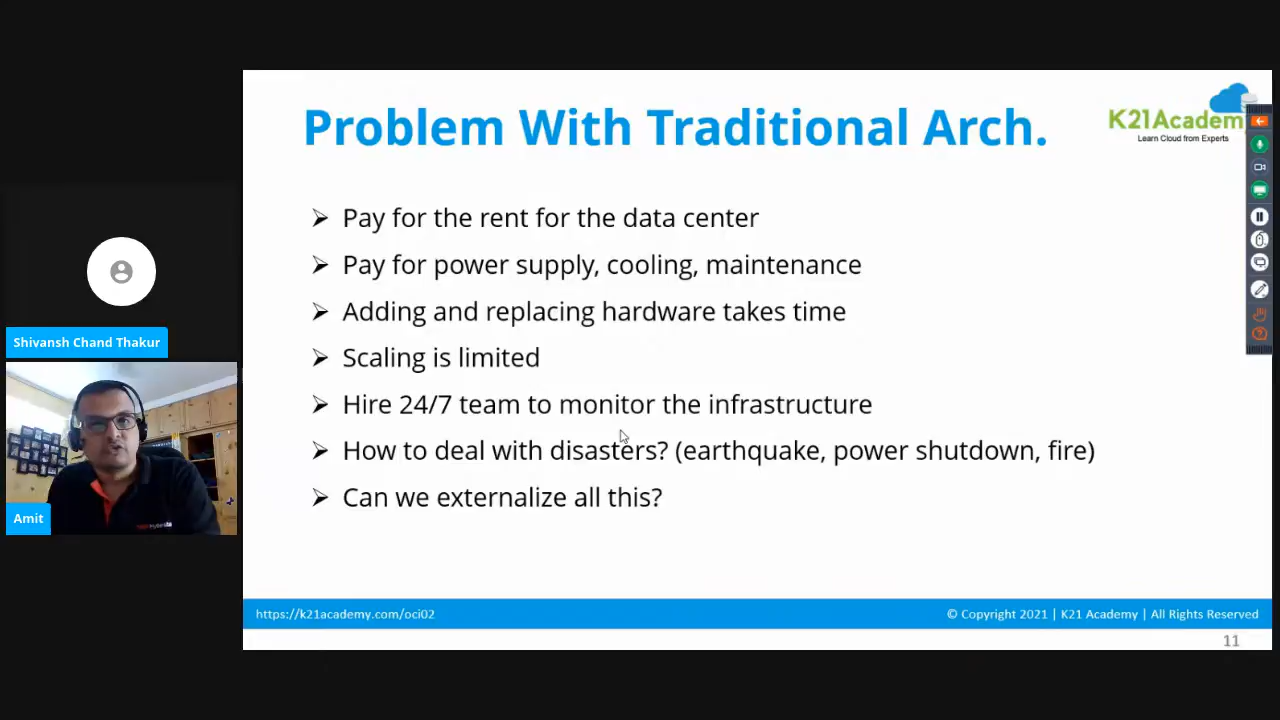 Problem With Traditional Arch.
K21Academy
Learn Cloud from Experts
➢ Pay for the rent for the data center
➢ Pay for power supply, cooling, maintenance
➢ Adding and replacing hardware takes time
➢ Scaling is limited
➢ Hire 24/7 team to monitor the infrastructure
➢ How to deal with disasters? (earthquake, power shutdown, fire)
➢ Can we externalize all this?
Shivansh Chand Thakur
Amit
https://k21academy.com/oci02
© Copyright 2021 | K21 Academy | All Rights Reserved
11